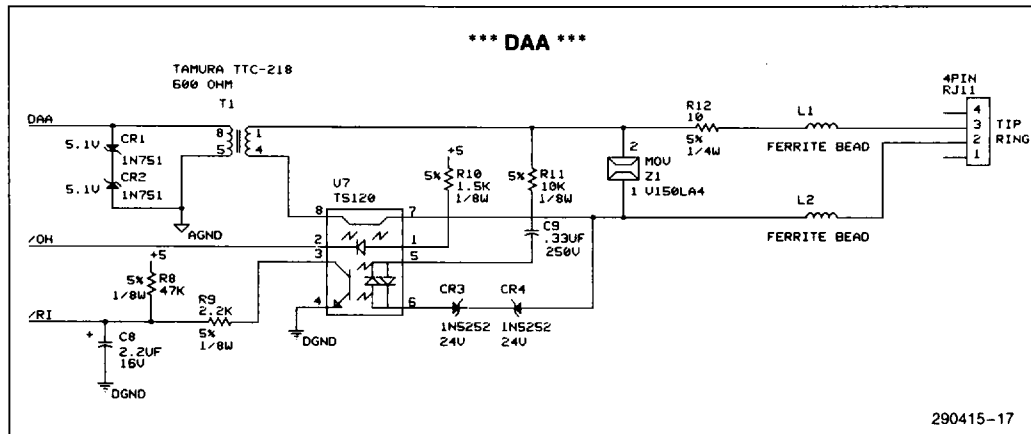 *** DAA ***
TAMURA TTC-218
600 OHM
T1
DAA
8
5
1
4
5.1V
CR1
1N751
5.1V
CR2
1N751
AGND
R12
10
5%
1/4W
L1
FERRITE BEAD
4PIN
RJ11
4
3
2
1
TIP
RING
+5
5%
R10
1.5K
1/8W
5%
R11
10K
1/8W
2
MOV
Z1
1
V150LA4
U7
TS120
8
7
2
1
3
5
4
6
C9
.33UF
250V
L2
FERRITE BEAD
/OH
+5
5%
1/8W
R8
47K
R9
2.2K
5%
1/8W
/RI
+
C8
2.2UF
16V
DGND
DGND
CR3
1N5252
24V
CR4
1N5252
24V
290415-17